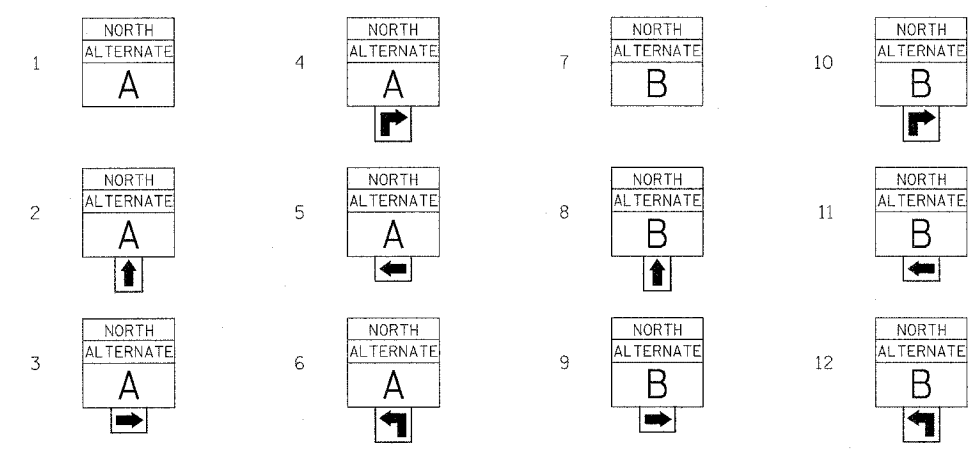 1
NORTH
ALTERNATE
A
4
NORTH
ALTERNATE
A
7
NORTH
ALTERNATE
B
10
NORTH
ALTERNATE
B
2
NORTH
ALTERNATE
A
5
NORTH
ALTERNATE
A
8
NORTH
ALTERNATE
B
11
NORTH
ALTERNATE
B
3
NORTH
ALTERNATE
A
6
NORTH
ALTERNATE
A
9
NORTH
ALTERNATE
B
12
NORTH
ALTERNATE
B